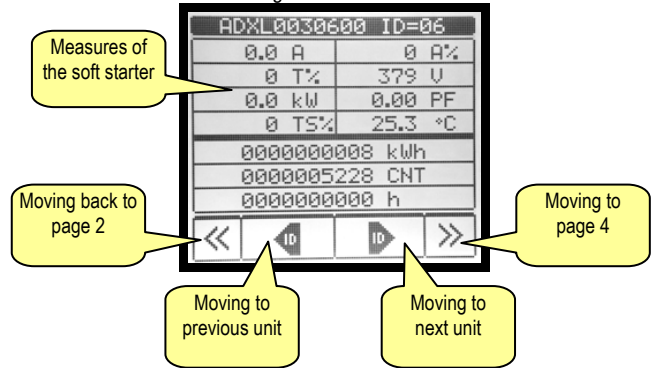 ADXL0030600 ID=06
Measures of
the soft starter
0.0 A 0 A%
0 T% 379 V
0.0 kW 0.00 PF
0 TS% 25.3 °C
0000000008 kWh
0000005228 CNT
0000000000 h
Moving back to
page 2
Moving to
page 4
<< ID ID >>
Moving to
previous unit
Moving to
next unit